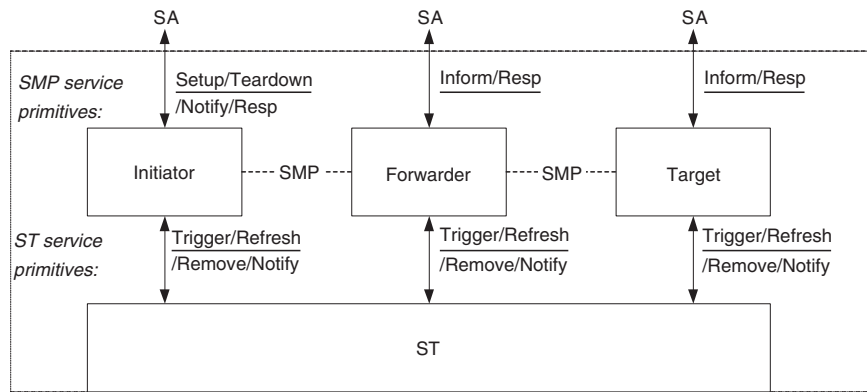 SA SA SA
SMP service
primitives:
Setup/Teardown
/Notify/Resp
Inform/Resp
Inform/Resp
Initiator
SMP
Forwarder
SMP
Target
ST service
primitives:
Trigger/Refresh
/Remove/Notify
Trigger/Refresh
/Remove/Notify
Trigger/Refresh
/Remove/Notify
ST